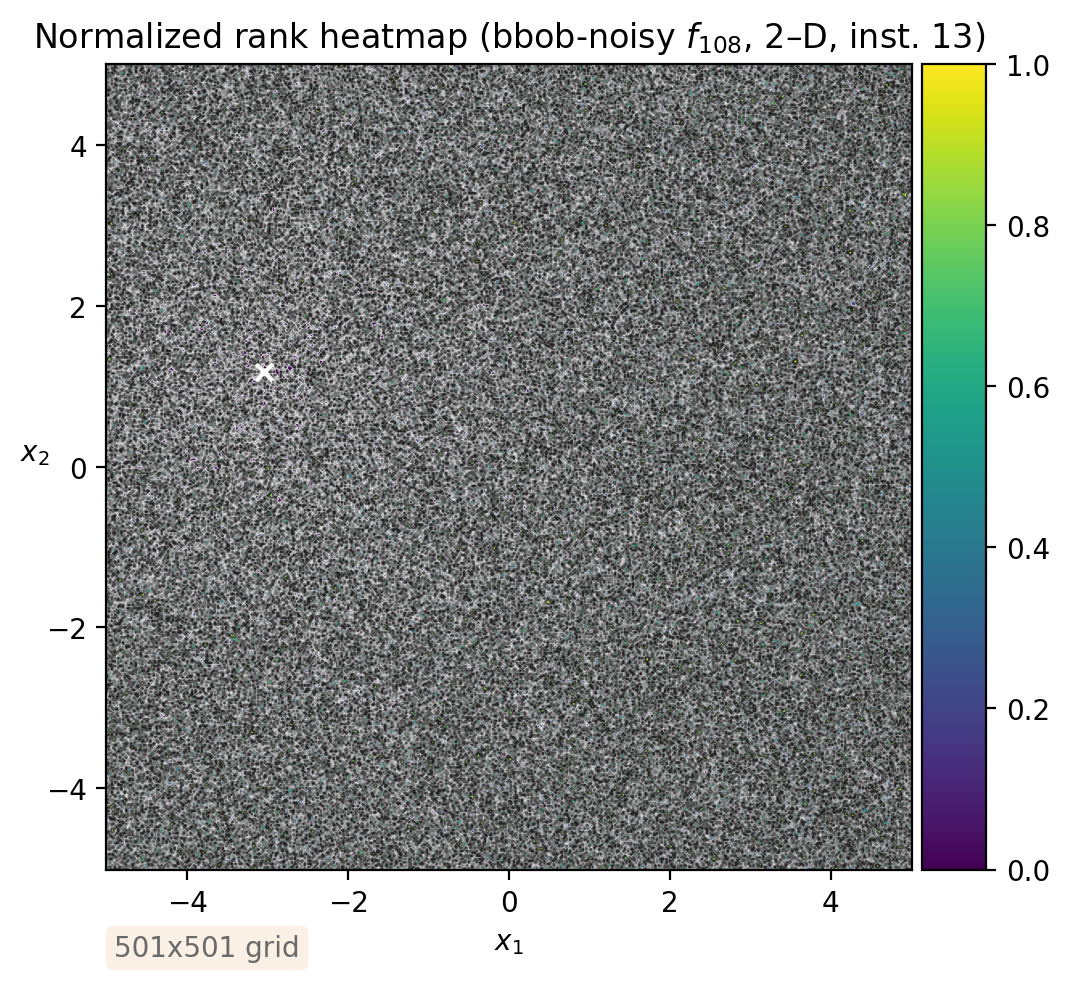 Normalized rank heatmap (bbob-noisy f₁₀₈, 2–D, inst. 13)
1.0
0.8
0.6
0.4
0.2
0.0
4
2
0
−2
−4
x₂
−4 −2 0 2 4
x₁
501x501 grid